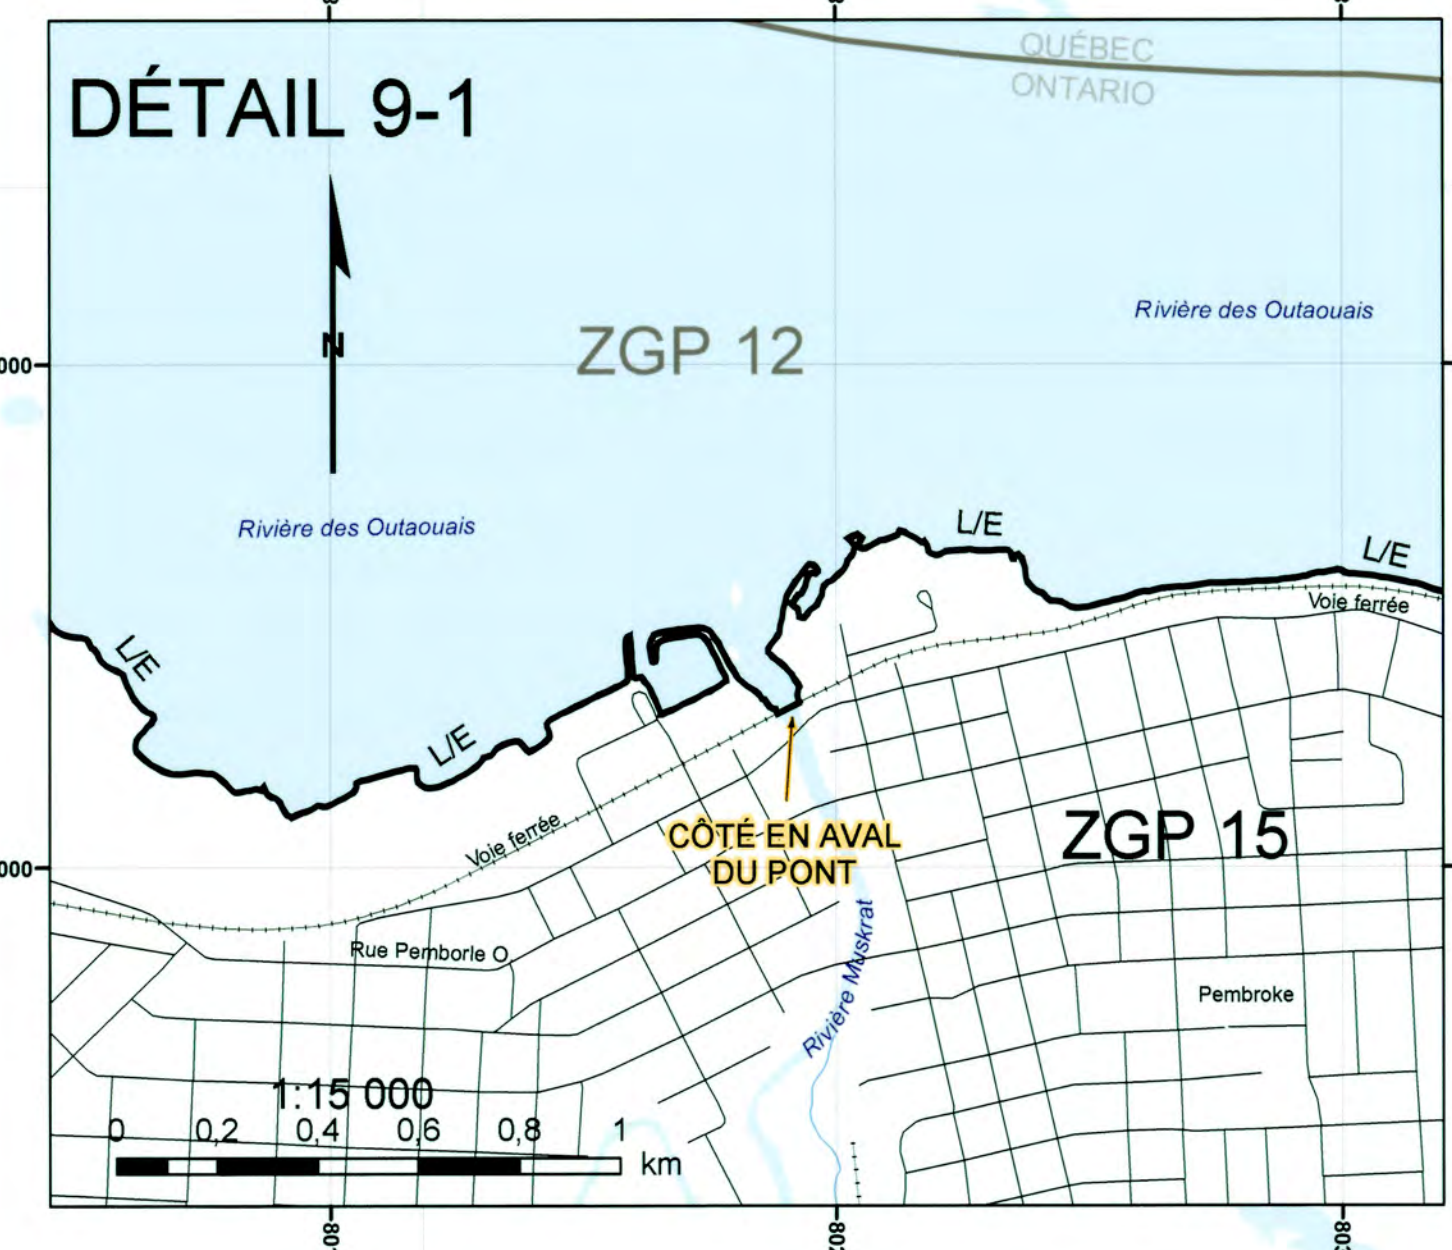 QUÉBEC
ONTARIO
DÉTAIL 9-1
Rivière des Outaouais
N
ZGP 12
000
Rivière des Outaouais
L/E
L/E
Voie ferrée
L/E
L/E
Voie ferrée
CÔTÉ EN AVAL
DU PONT
ZGP 15
000
Rue Pemborle O
Rivière Muskrat
Pembroke
1:15 000
0 0,2 0,4 0,6 0,8 1
km